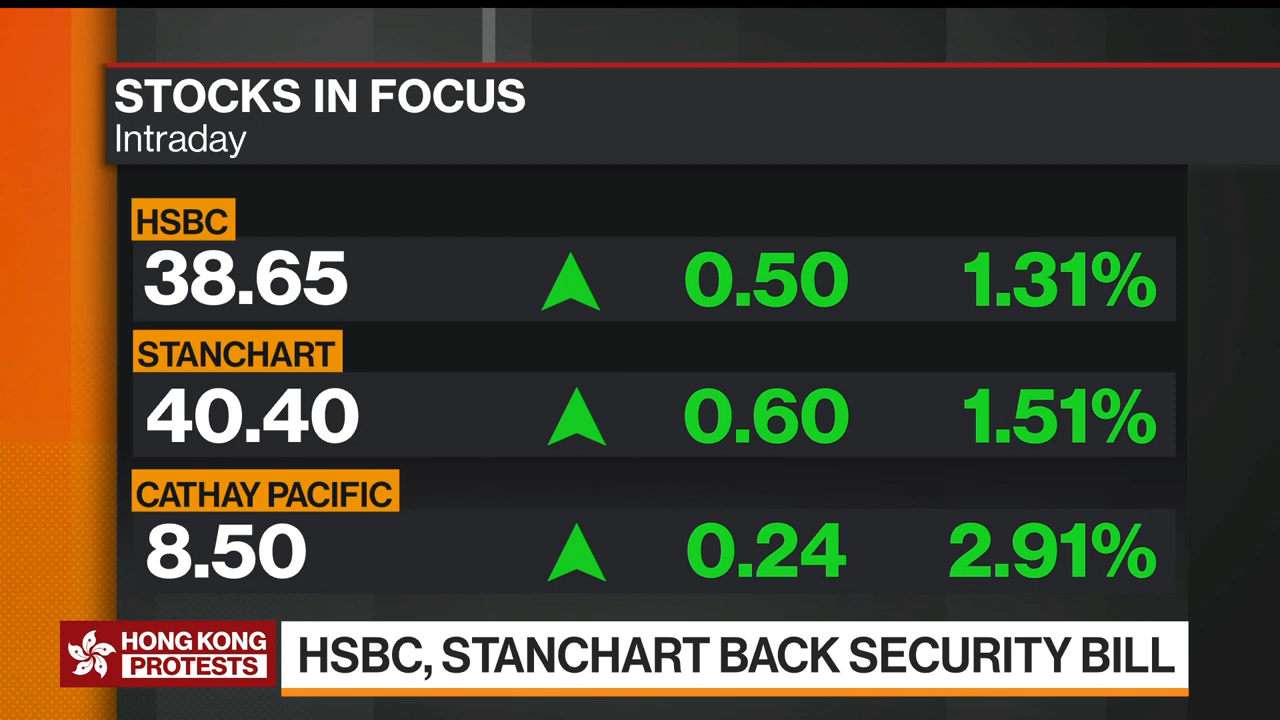 STOCKS IN FOCUS
Intraday
HSBC
38.65 0.50 1.31%
STANCHART
40.40 0.60 1.51%
CATHAY PACIFIC
8.50 0.24 2.91%
HONG KONG
PROTESTS
HSBC, STANCHART BACK SECURITY BILL